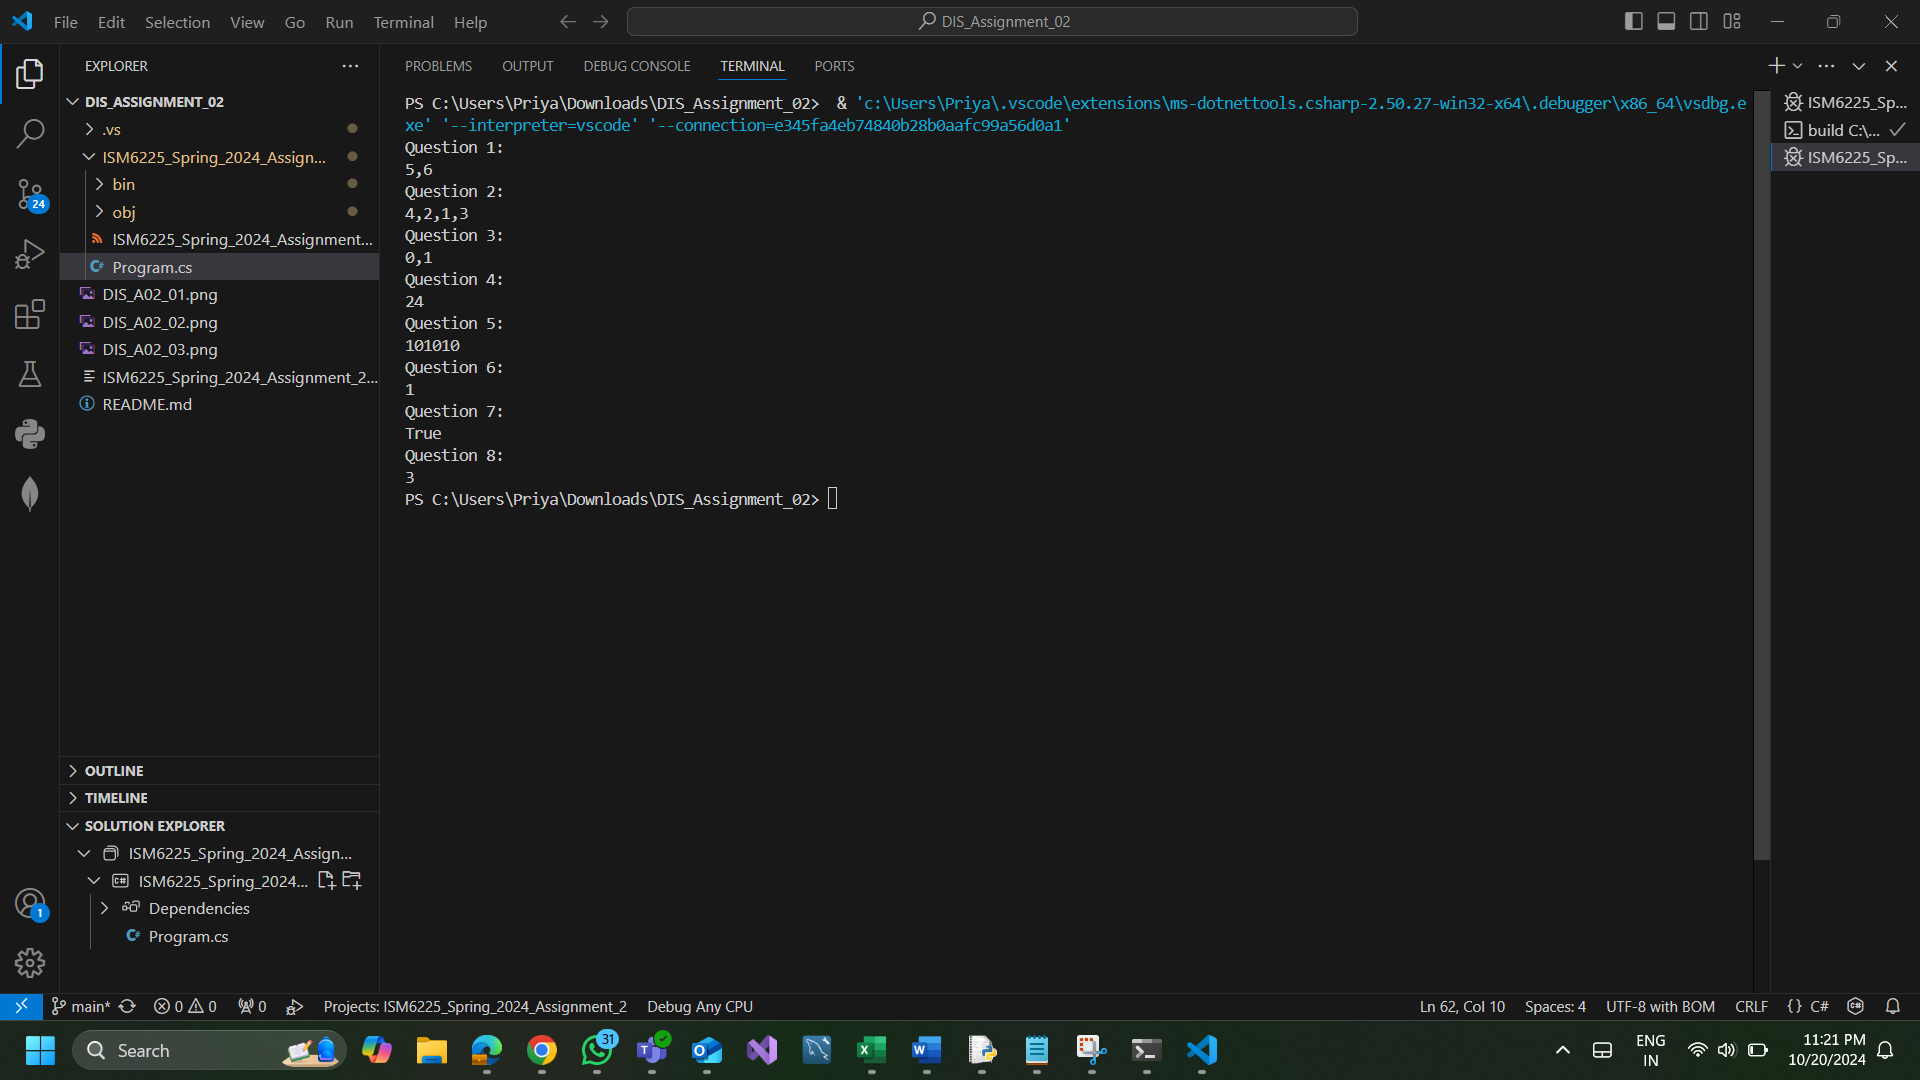 File Edit Selection View Go Run Terminal Help
DIS_Assignment_02
EXPLORER
DIS_ASSIGNMENT_02
.vs
ISM6225_Spring_2024_Assign...
bin
obj
ISM6225_Spring_2024_Assignment...
Program.cs
DIS_A02_01.png
DIS_A02_02.png
DIS_A02_03.png
ISM6225_Spring_2024_Assignment_2...
README.md
24
OUTLINE
TIMELINE
SOLUTION EXPLORER
ISM6225_Spring_2024_Assign...
ISM6225_Spring_2024...
Dependencies
Program.cs
1
PROBLEMS OUTPUT DEBUG CONSOLE TERMINAL PORTS
PS C:\Users\Priya\Downloads\DIS_Assignment_02>  & 'c:\Users\Priya\.vscode\extensions\ms-dotnettools.csharp-2.50.27-win32-x64\.debugger\x86_64\vsdbg.e
xe' '--interpreter=vscode' '--connection=e345fa4eb74840b28b0aafc99a56d0a1'
Question 1:
5,6
Question 2:
4,2,1,3
Question 3:
0,1
Question 4:
24
Question 5:
101010
Question 6:
1
Question 7:
True
Question 8:
3
PS C:\Users\Priya\Downloads\DIS_Assignment_02>
ISM6225_Sp...
build C:\...
ISM6225_Sp...
main* 0 0 0 Projects: ISM6225_Spring_2024_Assignment_2 Debug Any CPU Ln 62, Col 10 Spaces: 4 UTF-8 with BOM CRLF {} C#
Search
31
ENG
IN
11:21 PM
10/20/2024